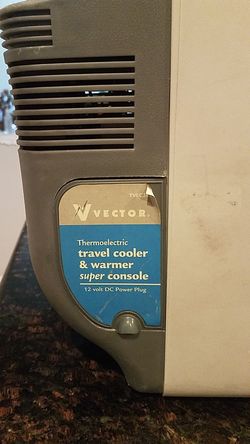 VECTOR
Thermoelectric
travel cooler
& warmer
super console
12 volt DC Power Plug